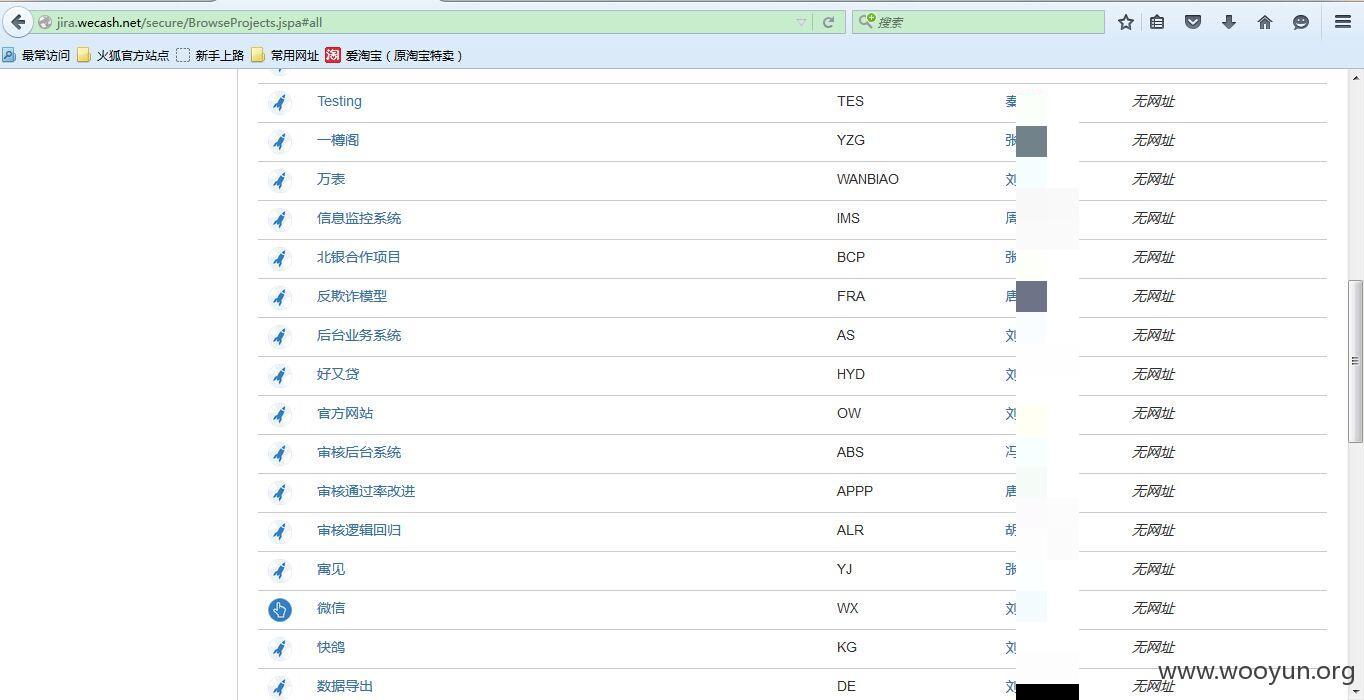 jira.wecash.net/secure/BrowseProjects.jspa#all 搜索
最常访问 火狐官方站点 新手上路 常用网址 淘 爱淘宝（原淘宝特卖）
Testing TES 秦 无网址
一樽阁 YZG 张 无网址
万表 WANBIAO 刘 无网址
信息监控系统 IMS 周 无网址
北银合作项目 BCP 张 无网址
反欺诈模型 FRA 唐 无网址
后台业务系统 AS 刘 无网址
好又贷 HYD 刘 无网址
官方网站 OW 刘 无网址
审核后台系统 ABS 冯 无网址
审核通过率改进 APPP 唐 无网址
审核逻辑回归 ALR 胡 无网址
寓见 YJ 张 无网址
微信 WX 刘 无网址
快鸽 KG 刘 无网址
数据导出 DE 刘 无网址
www.wooyun.org